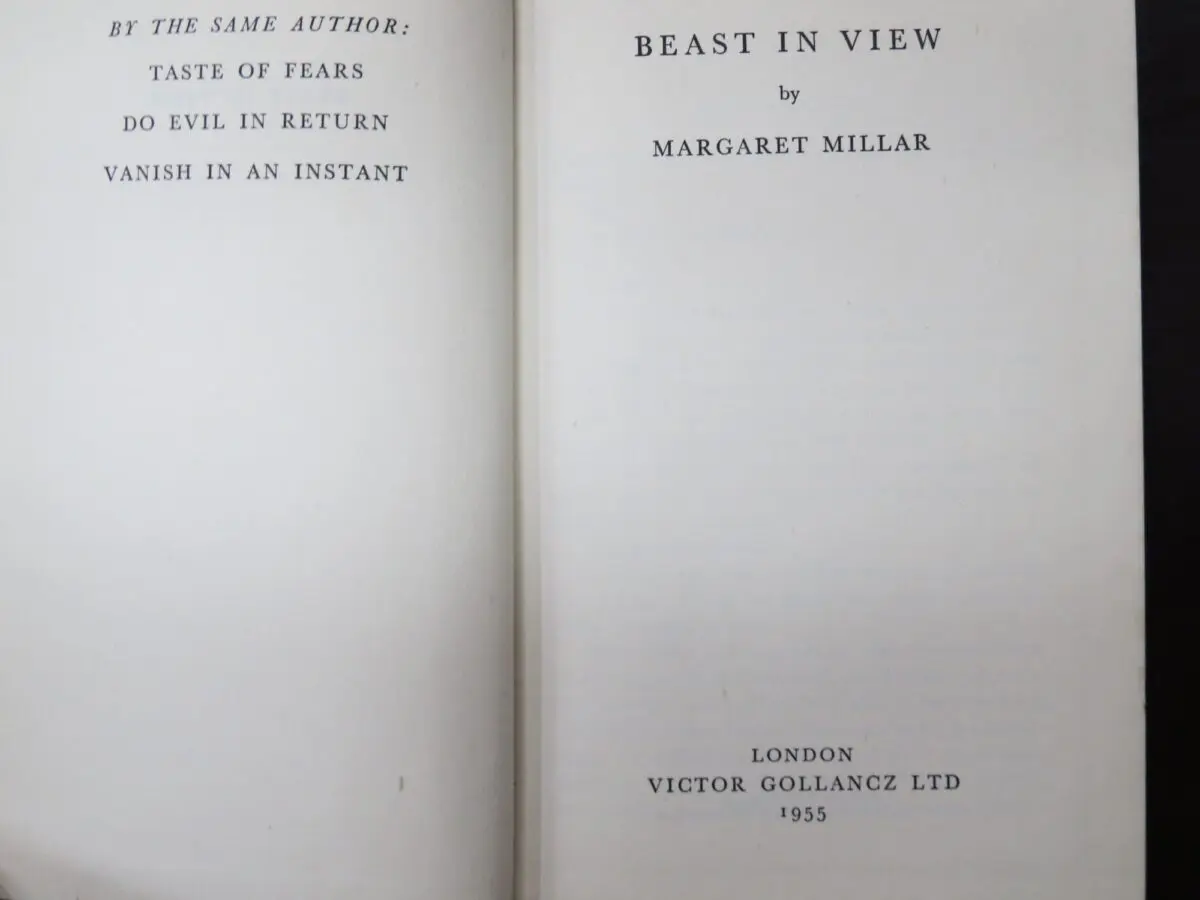 BY THE SAME AUTHOR:
TASTE OF FEARS
DO EVIL IN RETURN
VANISH IN AN INSTANT
BEAST IN VIEW
by
MARGARET MILLAR
LONDON
VICTOR GOLLANCZ LTD
1955